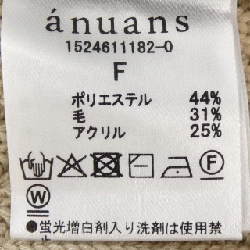 ánuans
1524611182-0
F
ポリエステル 44%
毛 31%
アクリル 25%
F
W
●蛍光増白剤入り洗剤は使用禁
止